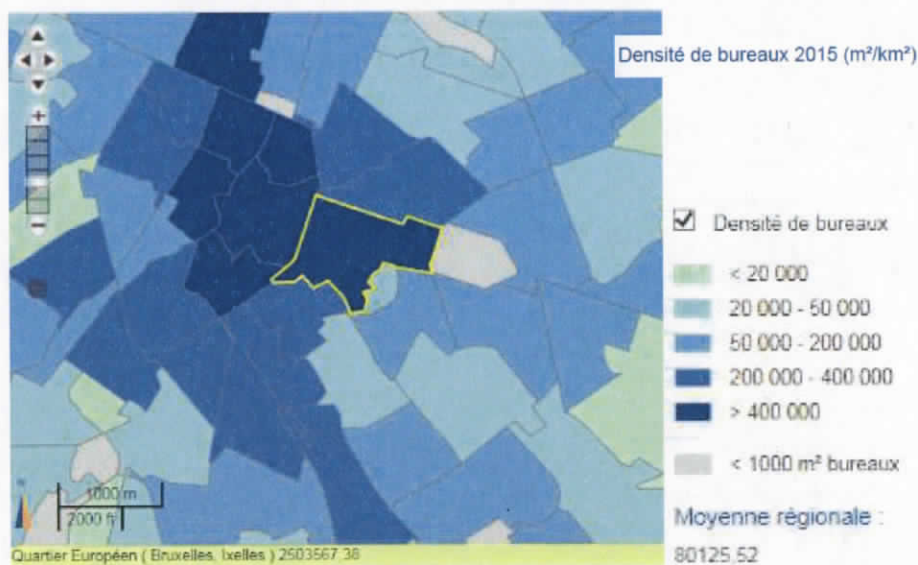 Densité de bureaux 2015 (m²/km²)
Densité de bureaux
< 20 000
20 000 - 50 000
50 000 - 200 000
200 000 - 400 000
> 400 000
< 1000 m² bureaux
Moyenne régionale :
80125,52
1000 m
2000 ft
Quartier Européen ( Bruxelles, Ixelles ) 2503567,38